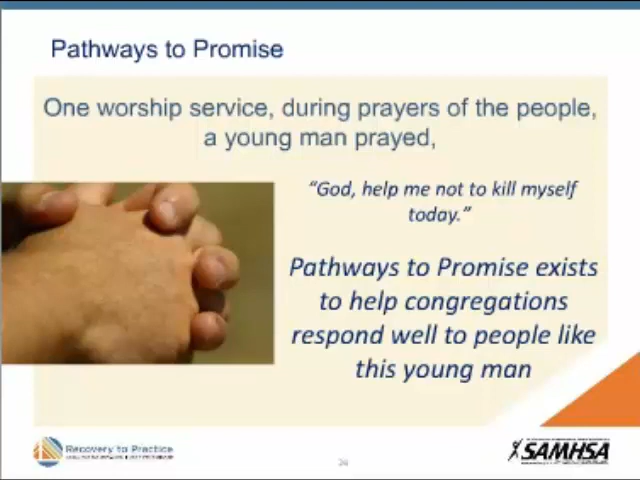 Pathways to Promise
One worship service, during prayers of the people,
a young man prayed,
“God, help me not to kill myself
today.”
Pathways to Promise exists
to help congregations
respond well to people like
this young man
Recovery to Practice
SAMHSA